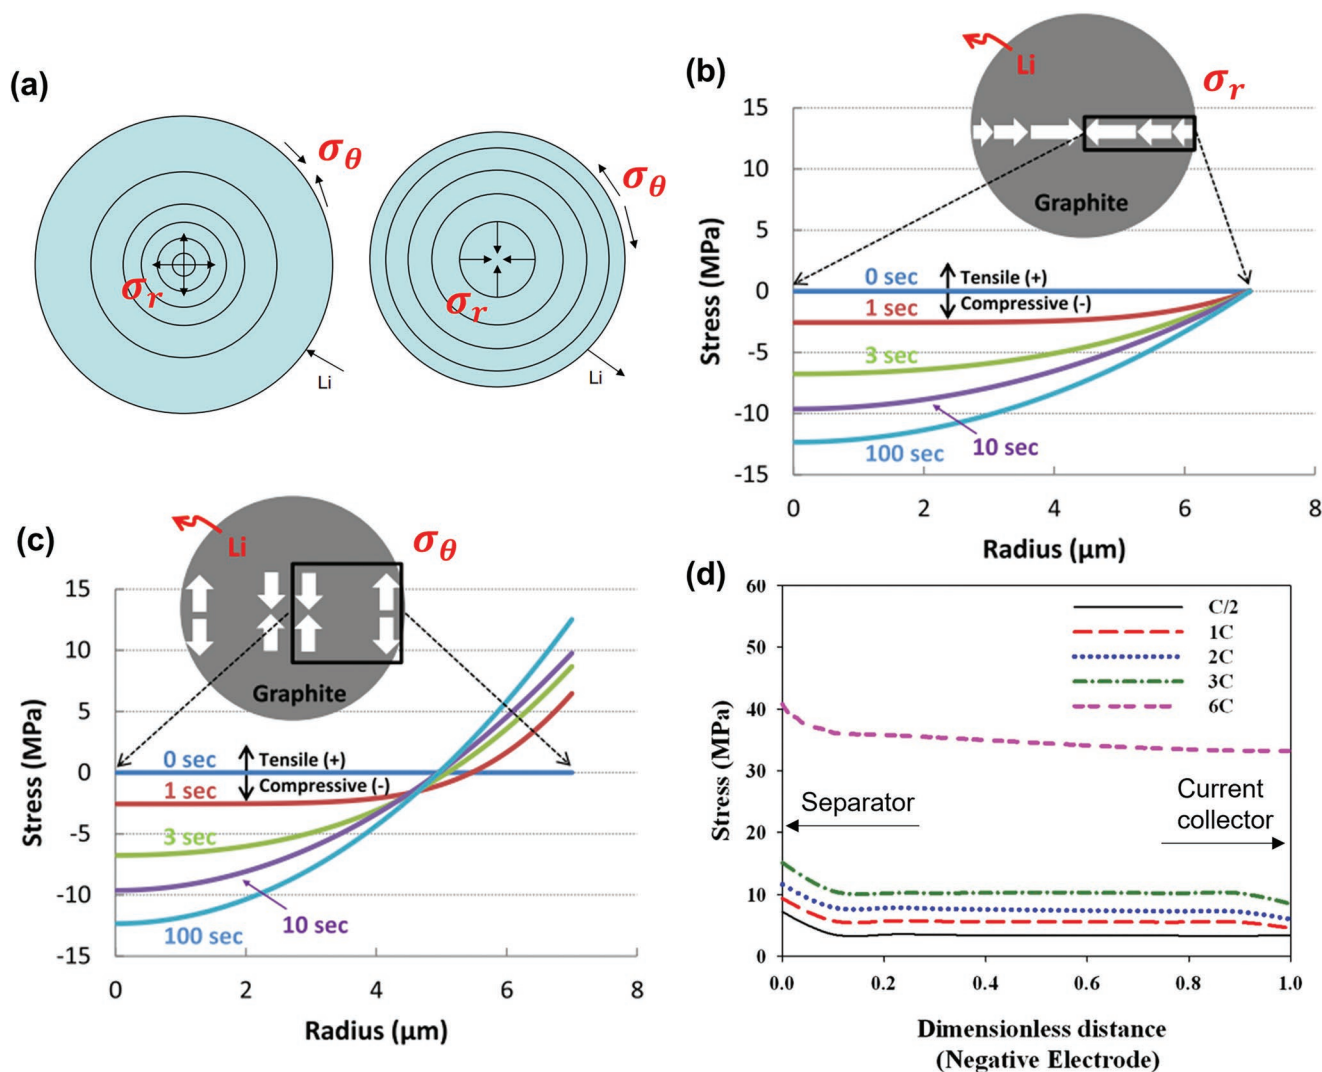 (a)
σθ
σr
Li
σθ
σr
Li
(b)
Li
σr
Graphite
Stress (MPa)
15
10
5
0
-5
-10
-15
0 sec
Tensile (+)
1 sec
Compressive (-)
3 sec
10 sec
100 sec
0
2
4
6
8
Radius (μm)
(c)
Li
σθ
Graphite
Stress (MPa)
15
10
5
0
-5
-10
-15
0 sec
Tensile (+)
1 sec
Compressive (-)
3 sec
10 sec
100 sec
0
2
4
6
8
Radius (μm)
(d)
Stress (MPa)
60
50
40
30
20
10
0
C/2
1C
2C
3C
6C
Separator
Current
collector
0.0
0.2
0.4
0.6
0.8
1.0
Dimensionless distance
(Negative Electrode)